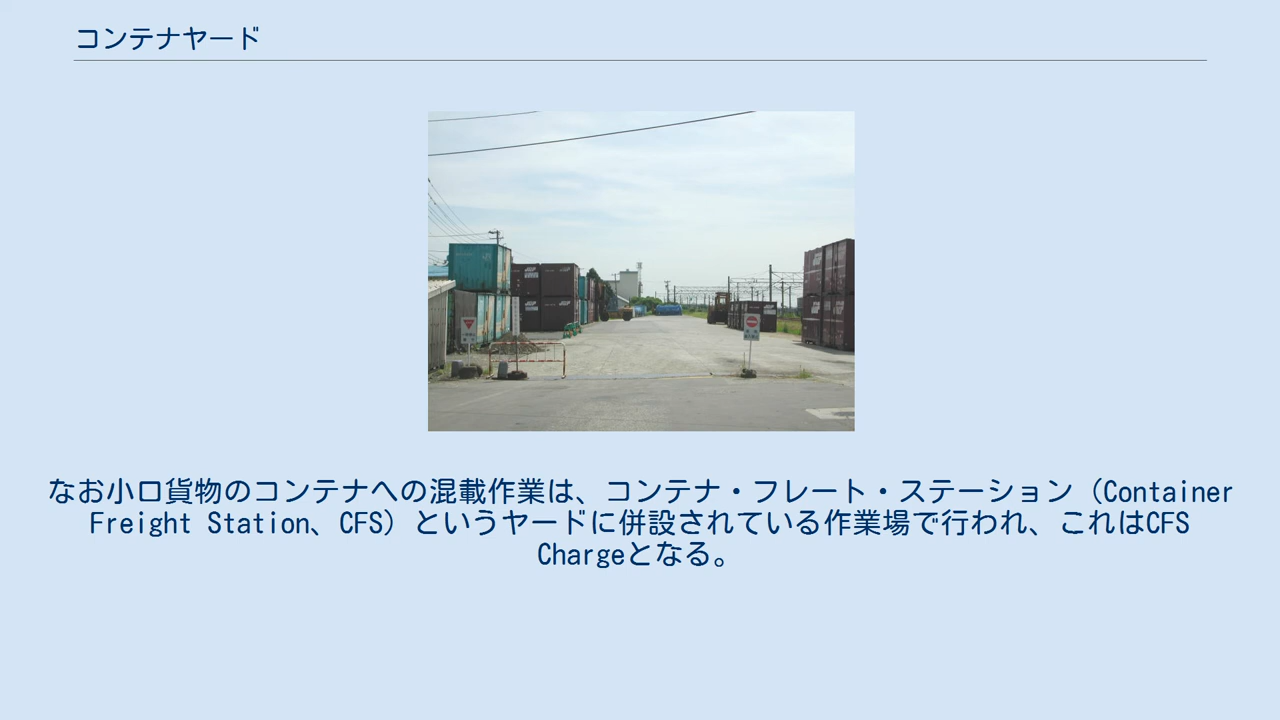 コンテナヤード
なお小口貨物のコンテナへの混載作業は、コンテナ・フレート・ステーション（Container
Freight Station、CFS）というヤードに併設されている作業場で行われ、これはCFS
Chargeとなる。